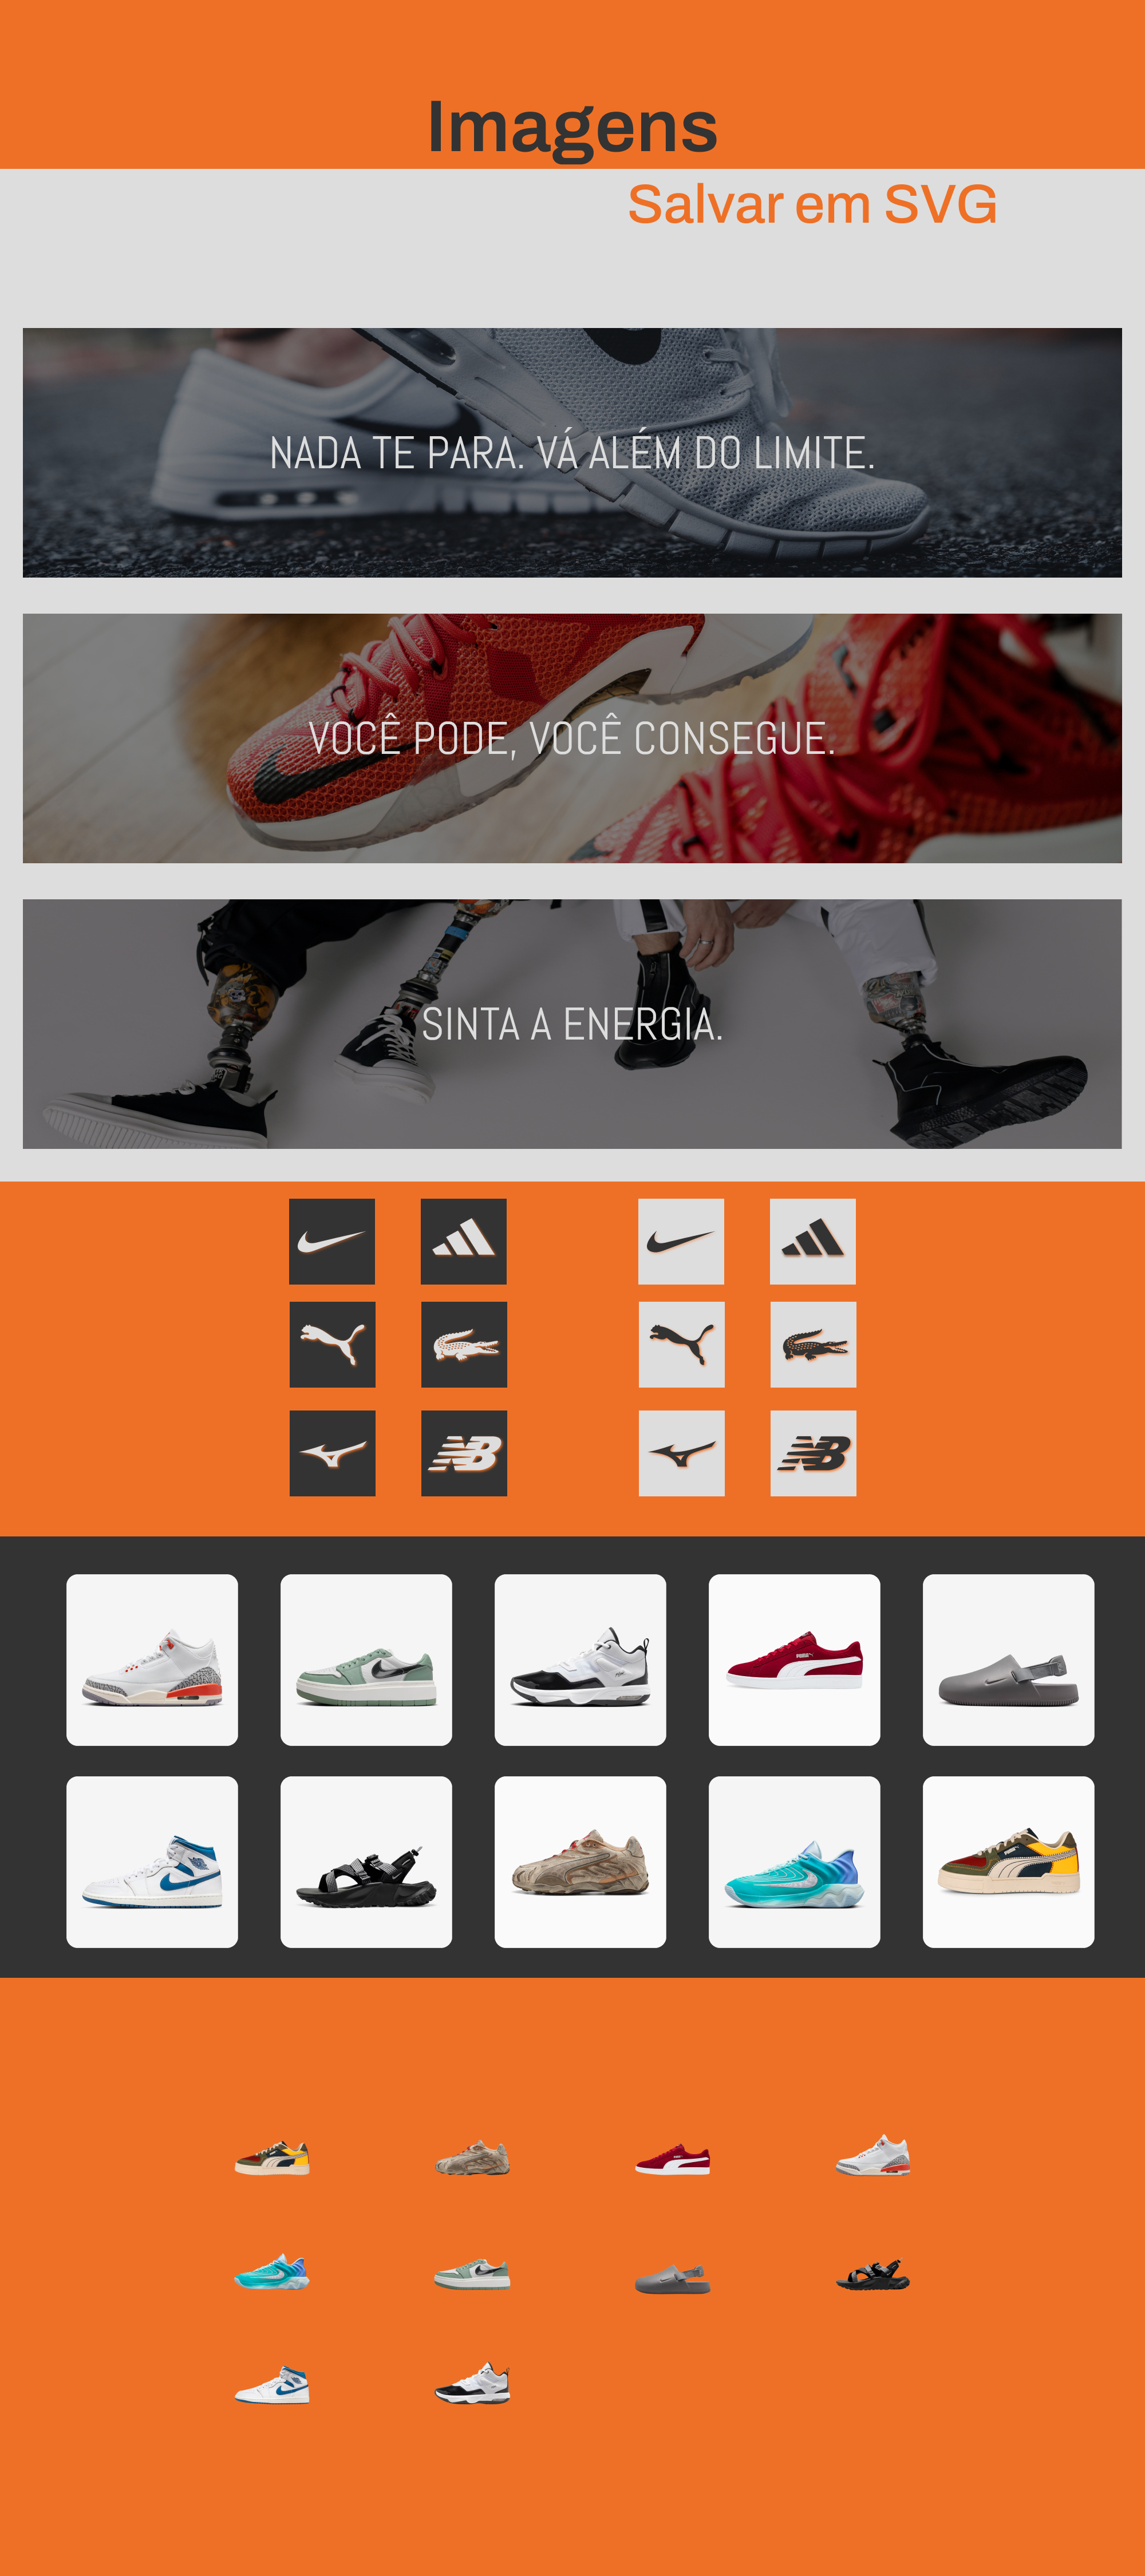 Imagens
Salvar em SVG
NADA TE PARA. VÁ ALÉM DO LIMITE.
VOCÊ PODE, VOCÊ CONSEGUE.
SINTA A ENERGIA.